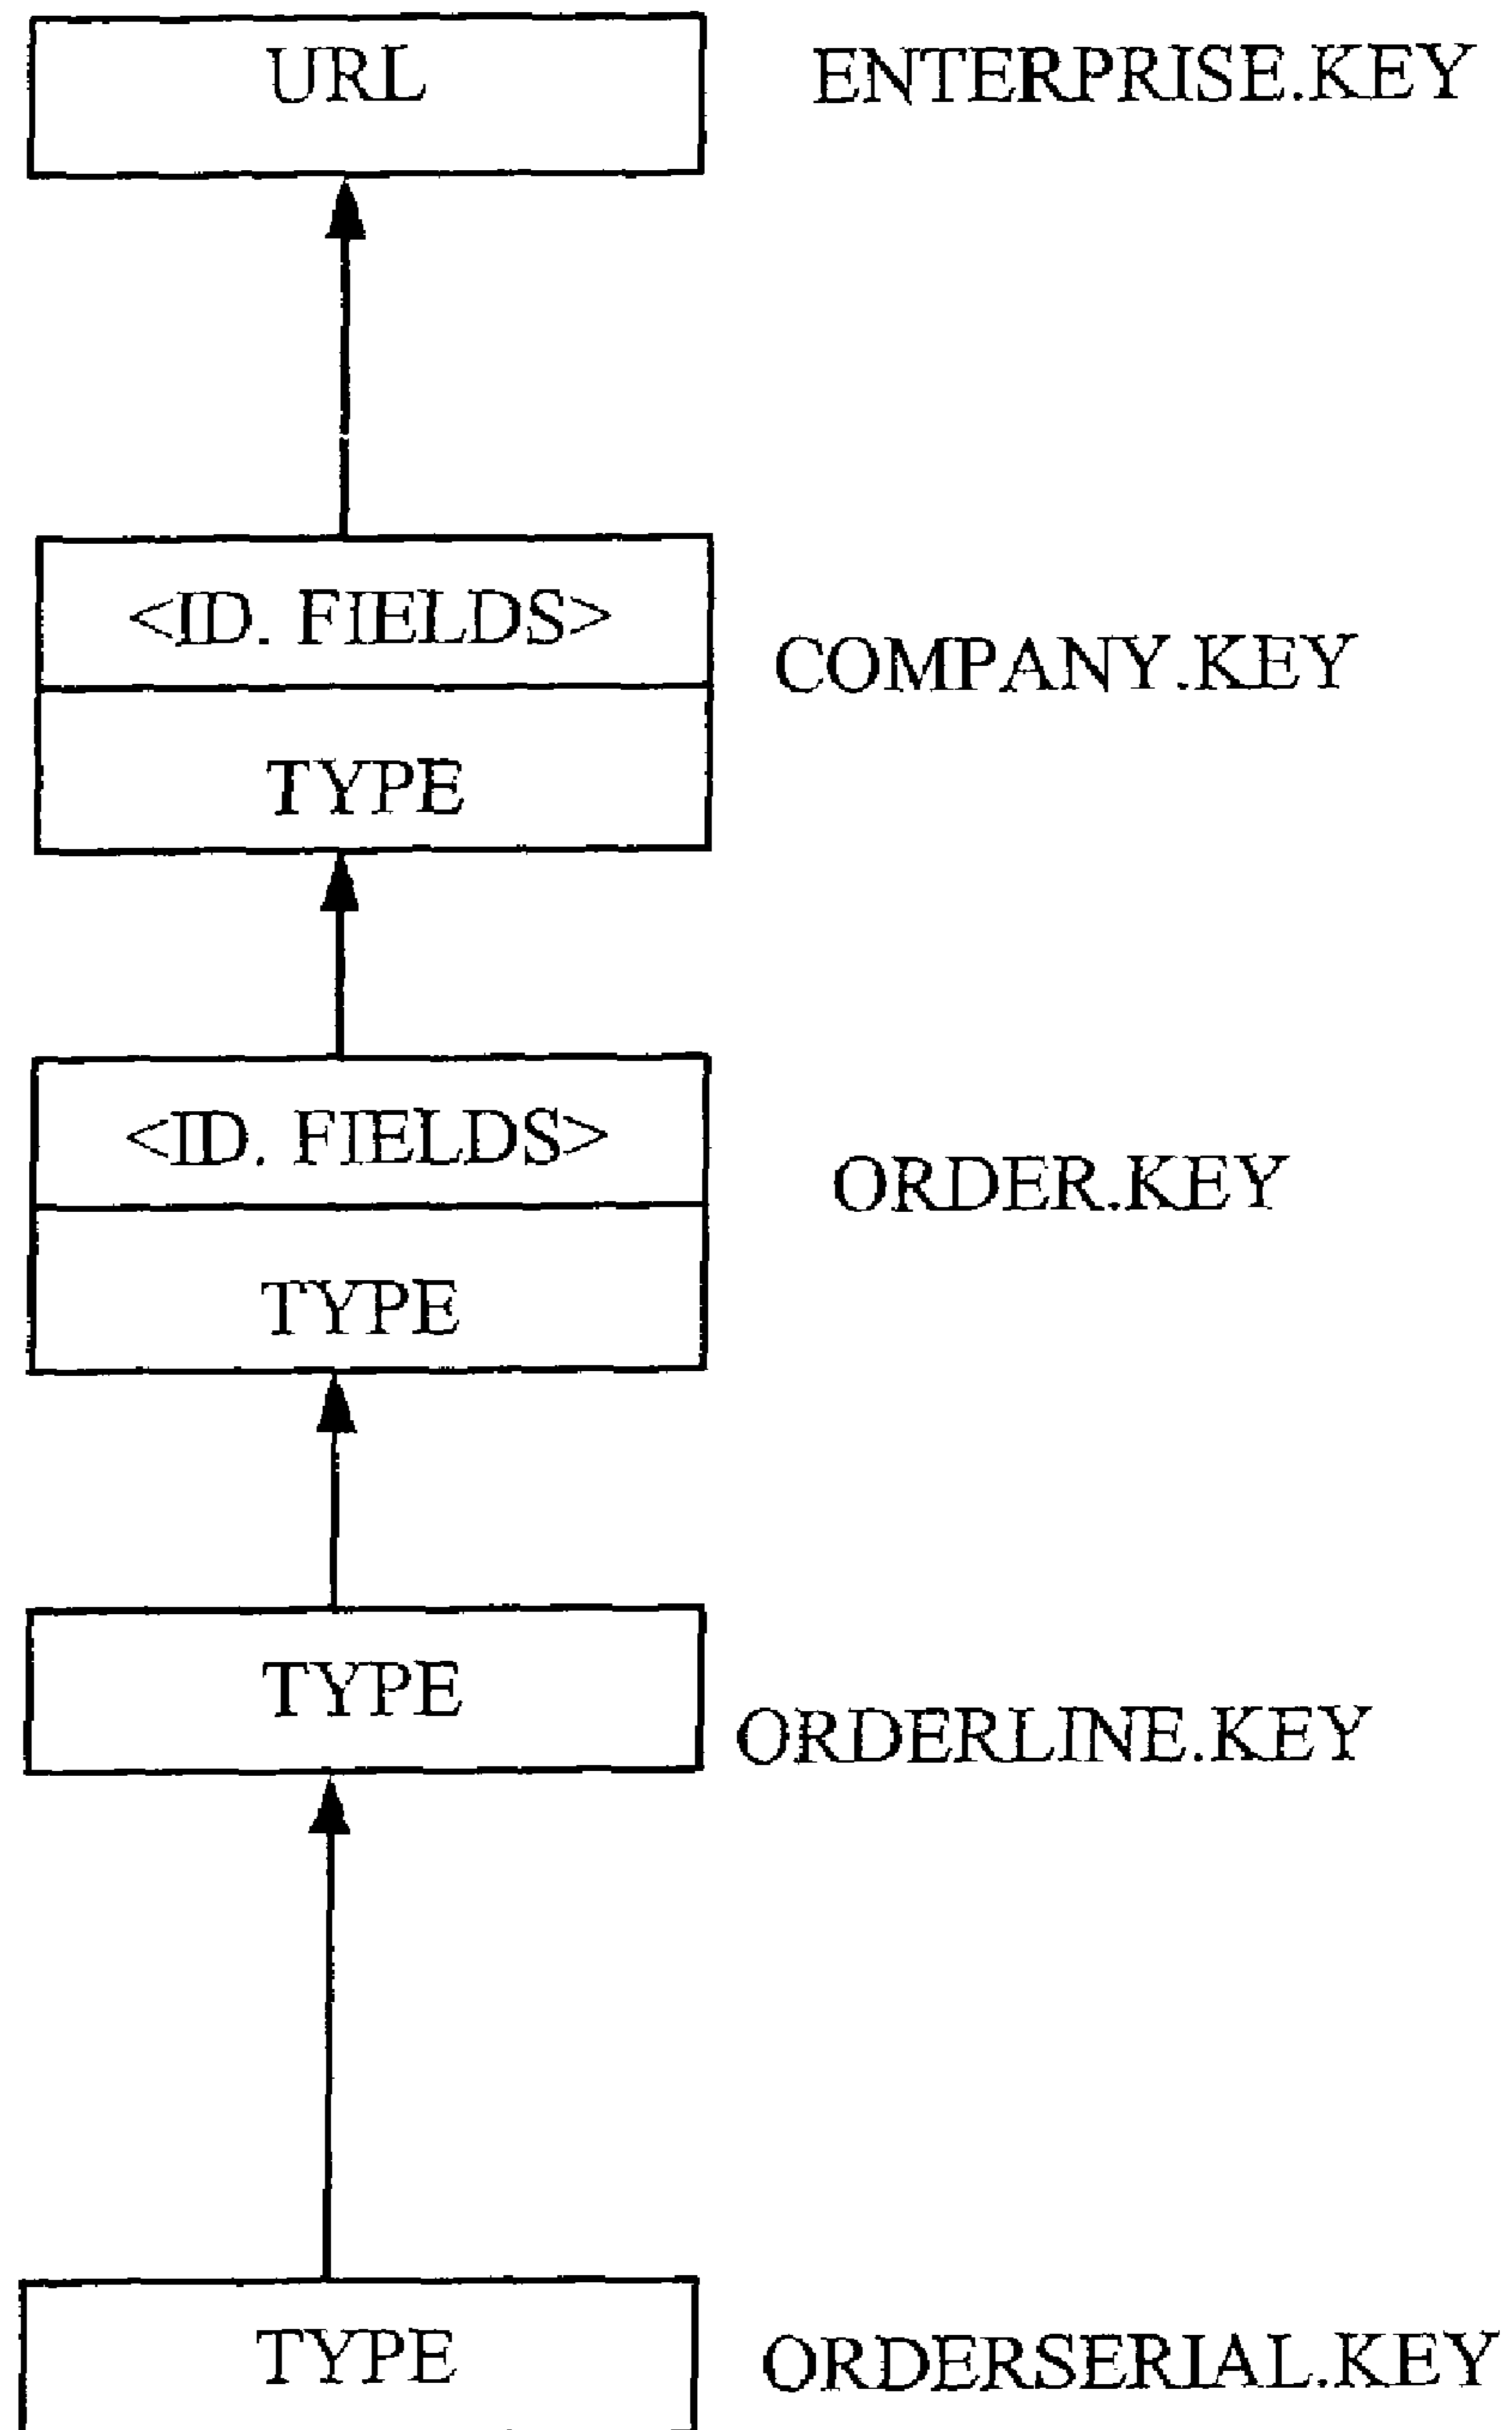 URL ENTERPRISE.KEY
<ID. FIELDS>
COMPANY.KEY
TYPE
<ID. FIELDS>
ORDER.KEY
TYPE
TYPE
ORDERLINE.KEY
TYPE ORDERSERIAL.KEY